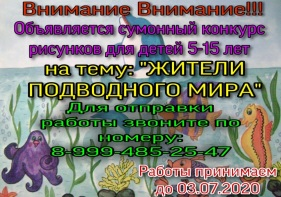 Внимание Внимание!!!
Объявляется сумонный конкурс
рисунков для детей 5-15 лет
на тему: "ЖИТЕЛИ
ПОДВОДНОГО МИРА"
Для отправки
работы звоните по
номеру:
8-999-485-25-47
Работы принимаем
до 03.07.2020